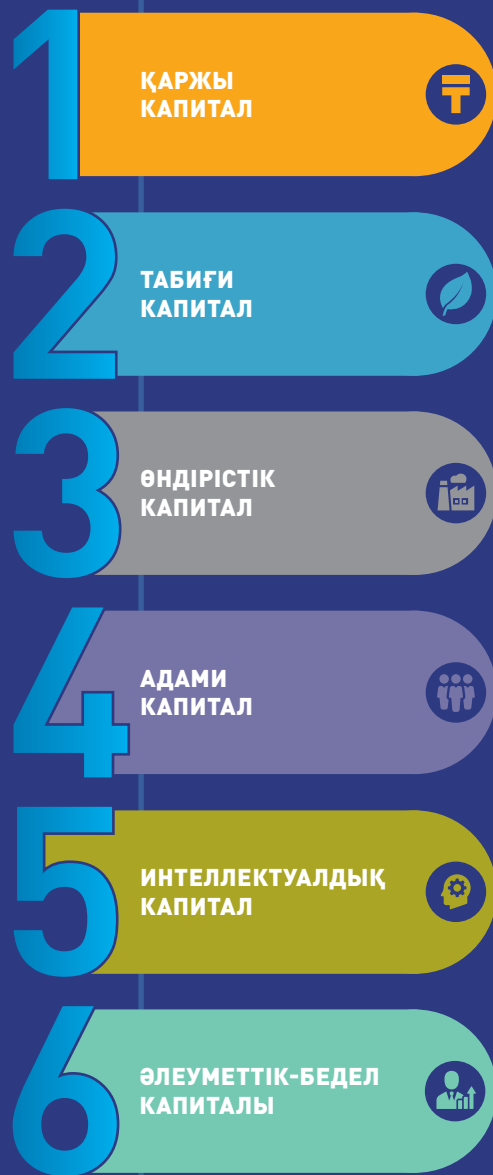 1
ҚАРЖЫ
КАПИТАЛ
2
ТАБИҒИ
КАПИТАЛ
3
ӨНДІРІСТІК
КАПИТАЛ
4
АДАМИ
КАПИТАЛ
5
ИНТЕЛЛЕКТУАЛДЫҚ
КАПИТАЛ
6
ӘЛЕУМЕТТІК-БЕДЕЛ
КАПИТАЛЫ